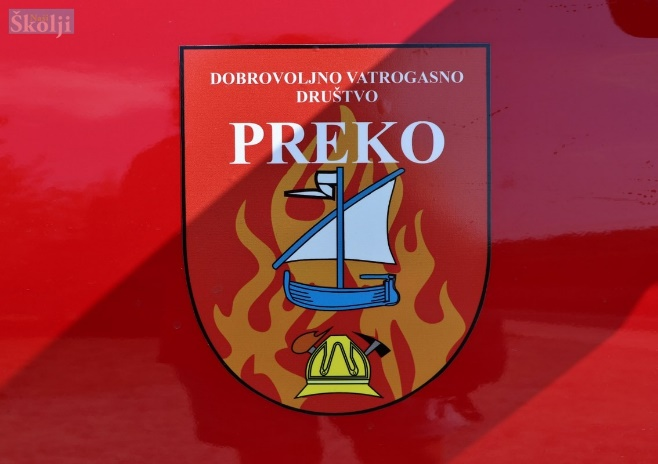 Školji
DOBROVOLJNO VATROGASNO
DRUŠTVO
PREKO